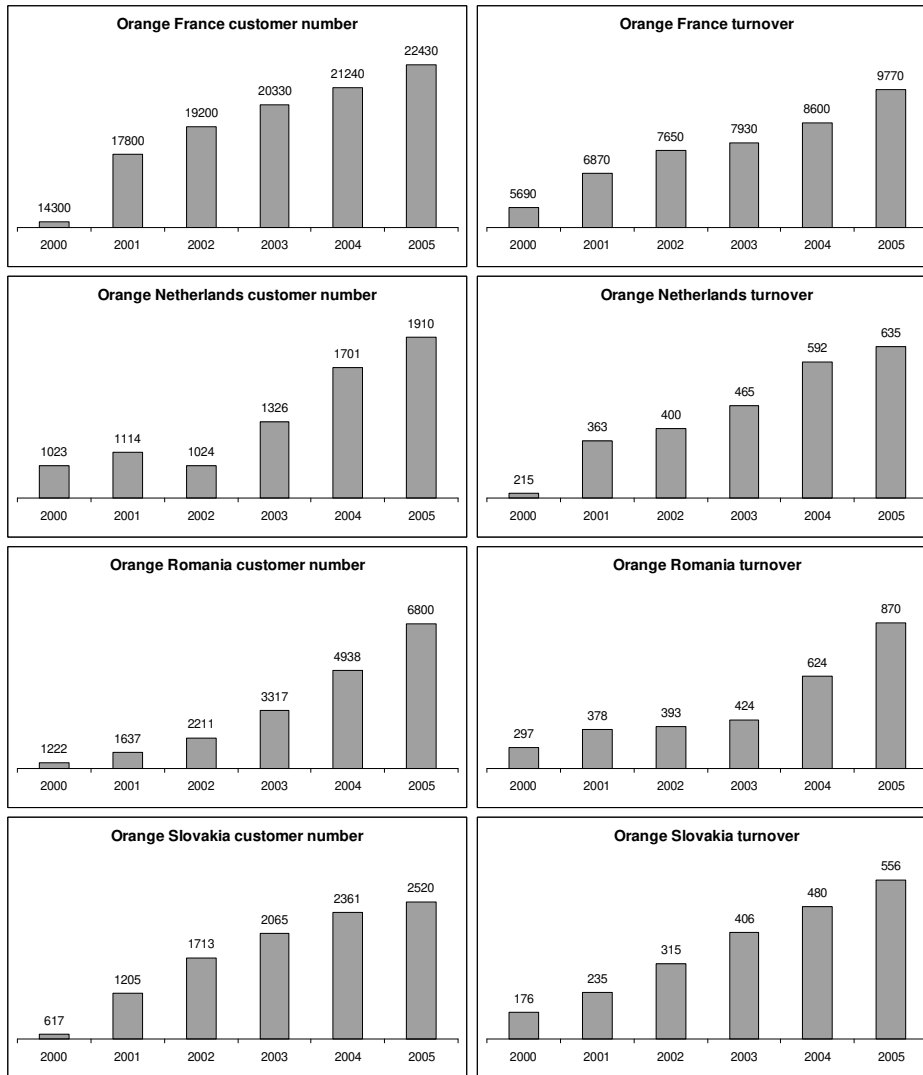 Orange France customer number
14300 17800 19200 20330 21240 22430
2000 2001 2002 2003 2004 2005
Orange France turnover
5690 6870 7650 7930 8600 9770
2000 2001 2002 2003 2004 2005
Orange Netherlands customer number
1023 1114 1024 1326 1701 1910
2000 2001 2002 2003 2004 2005
Orange Netherlands turnover
215 363 400 465 592 635
2000 2001 2002 2003 2004 2005
Orange Romania customer number
1222 1637 2211 3317 4938 6800
2000 2001 2002 2003 2004 2005
Orange Romania turnover
297 378 393 424 624 870
2000 2001 2002 2003 2004 2005
Orange Slovakia customer number
617 1205 1713 2065 2361 2520
2000 2001 2002 2003 2004 2005
Orange Slovakia turnover
176 235 315 406 480 556
2000 2001 2002 2003 2004 2005